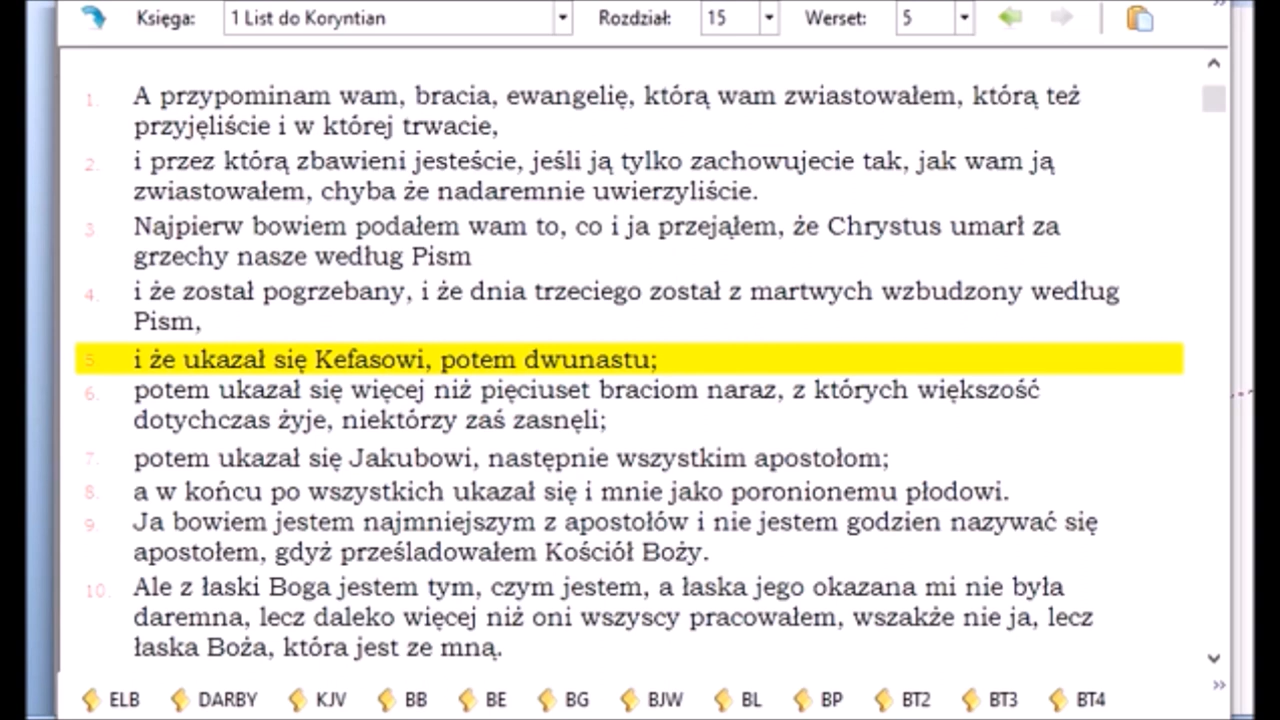 Księga: 1 List do Koryntian Rozdział: 15 Werset: 5
1. A przypominam wam, bracia, ewangelię, którą wam zwiastowałem, którą też
przyjęliście i w której trwacie,
2. i przez którą zbawieni jesteście, jeśli ją tylko zachowujecie tak, jak wam ją
zwiastowałem, chyba że nadaremnie uwierzyliście.
3 Najpierw bowiem podałem wam to, co i ja przejąłem, że Chrystus umarł za
grzechy nasze według Pism
4. i że został pogrzebany, i że dnia trzeciego został z martwych wzbudzony według
Pism,
5. i że ukazał się Kefasowi, potem dwunastu;
6. potem ukazał się więcej niż pięciuset braciom naraz, z których większość
dotychczas żyje, niektórzy zaś zasnęli;
7. potem ukazał się Jakubowi, następnie wszystkim apostołom;
8. a w końcu po wszystkich ukazał się i mnie jako poronionemu płodowi.
9. Ja bowiem jestem najmniejszym z apostołów i nie jestem godzien nazywać się
apostołem, gdyż prześladowałem Kościół Boży.
10. Ale z łaski Boga jestem tym, czym jestem, a łaska jego okazana mi nie była
daremna, lecz daleko więcej niż oni wszyscy pracowałem, wszakże nie ja, lecz
łaska Boża, która jest ze mną.
ELB DARBY KJV BB BE BG BJW BL BP BT2 BT3 BT4